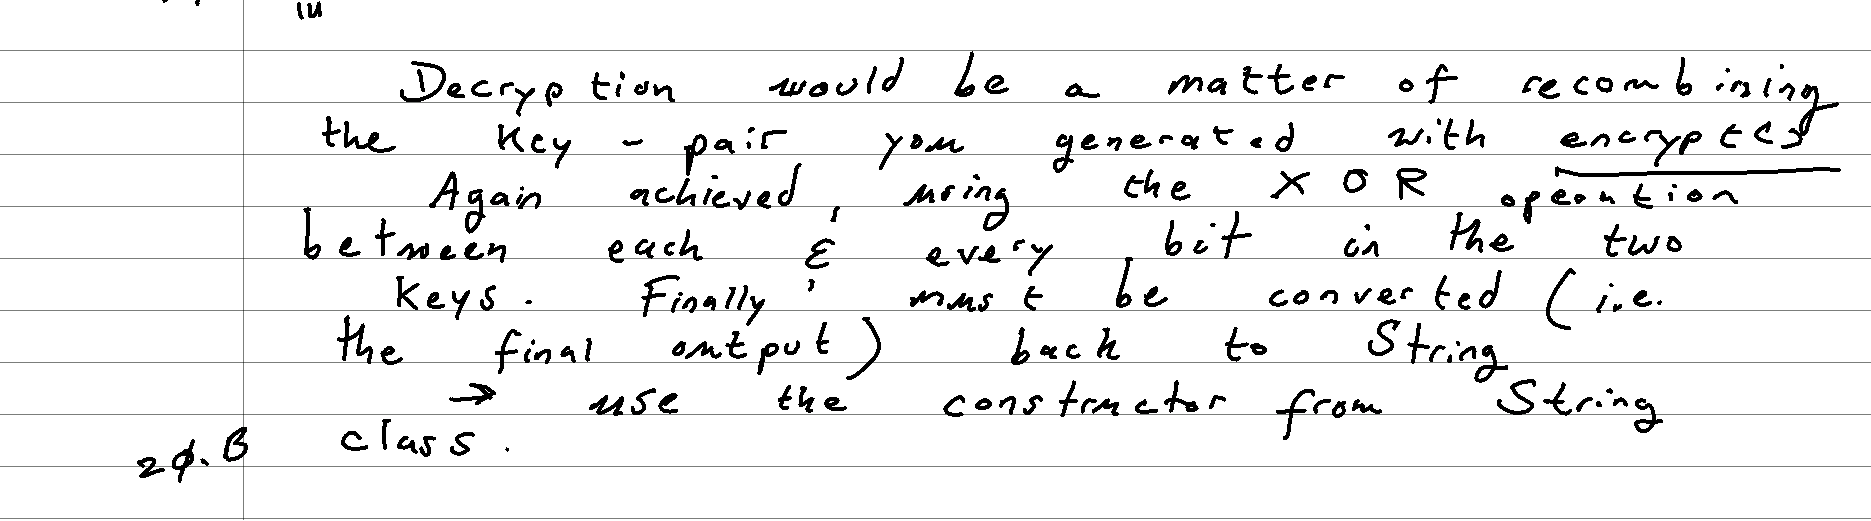 Decryption would be a matter of recombining
the key - pair you generated with encrypt()
Again achieved, using the XOR operation
between each & every bit in the two
keys. Finally, must be converted (i.e.
the final output) back to String
→ use the constructor from String
class.
20.B